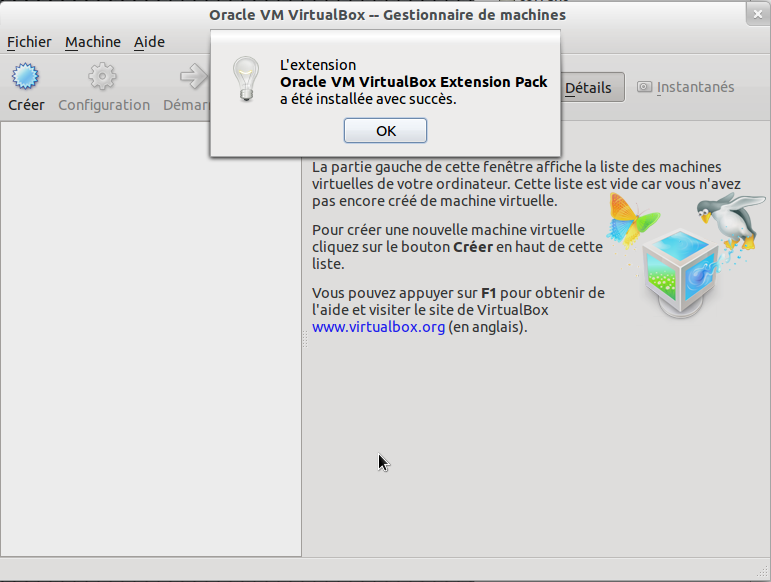 Oracle VM VirtualBox -- Gestionnaire de machines
Fichier Machine Aide
L'extension
Oracle VM VirtualBox Extension Pack
a été installée avec succès.
OK
Créer Configuration Démar
Détails Instantanés
La partie gauche de cette fenêtre affiche la liste des machines
virtuelles de votre ordinateur. Cette liste est vide car vous n'avez
pas encore créé de machine virtuelle.
Pour créer une nouvelle machine virtuelle
cliquez sur le bouton Créer en haut de cette
liste.
Vous pouvez appuyer sur F1 pour obtenir de
l'aide et visiter le site de VirtualBox
www.virtualbox.org (en anglais).